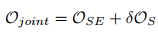 𝒪_{joint} = 𝒪_{SE} + δ𝒪_S